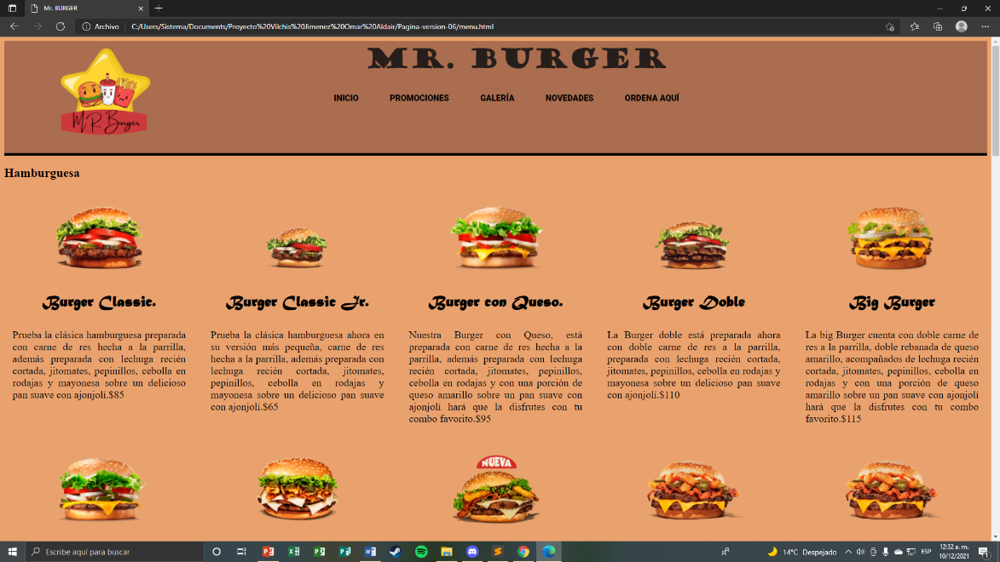 Mr. BURGER
Archivo
C:/Users/Sistema/Documents/Proyecto%20Vilchis%20Jimenez%20Omar%20Aldair/Pagina-version-06/menu.html
MR Burger
MR. BURGER
INICIO PROMOCIONES GALERÍA NOVEDADES ORDENA AQUÍ
Hamburguesa
Burger Classic.
Prueba la clásica hamburguesa preparada
con carne de res hecha a la parrilla,
además preparada con lechuga recién
cortada, jitomates, pepinillos, cebolla en
rodajas y mayonesa sobre un delicioso
pan suave con ajonjolí.$85
Burger Classic Jr.
Prueba la clásica hamburguesa ahora en
su versión más pequeña, carne de res
hecha a la parrilla, además preparada con
lechuga recién cortada, jitomates,
pepinillos, cebolla en rodajas y
mayonesa sobre un delicioso pan suave
con ajonjolí.$65
Burger con Queso.
Nuestra Burger con Queso, está
preparada con carne de res hecha a la
parrilla, además preparada con lechuga
recién cortada, jitomates, pepinillos,
cebolla en rodajas y con una porción de
queso amarillo sobre un pan suave con
ajonjolí hará que la disfrutes con tu
combo favorito.$95
Burger Doble
La Burger doble está preparada ahora
con doble carne de res a la parrilla,
preparada con lechuga recién cortada,
jitomates, pepinillos, cebolla en rodajas y
mayonesa sobre un delicioso pan suave
con ajonjolí.$110
Big Burger
La big Burger cuenta con doble carne de
res a la parrilla, doble rebanada de queso
amarillo, acompañados de lechuga recién
cortada, jitomates, pepinillos, cebolla en
rodajas y con una porción de queso
amarillo sobre un pan suave con ajonjolí
hará que la disfrutes con tu combo
favorito.$115
NUEVA
Escribe aquí para buscar
14°C Despejado
ESP
12:32 a. m.
10/12/2021